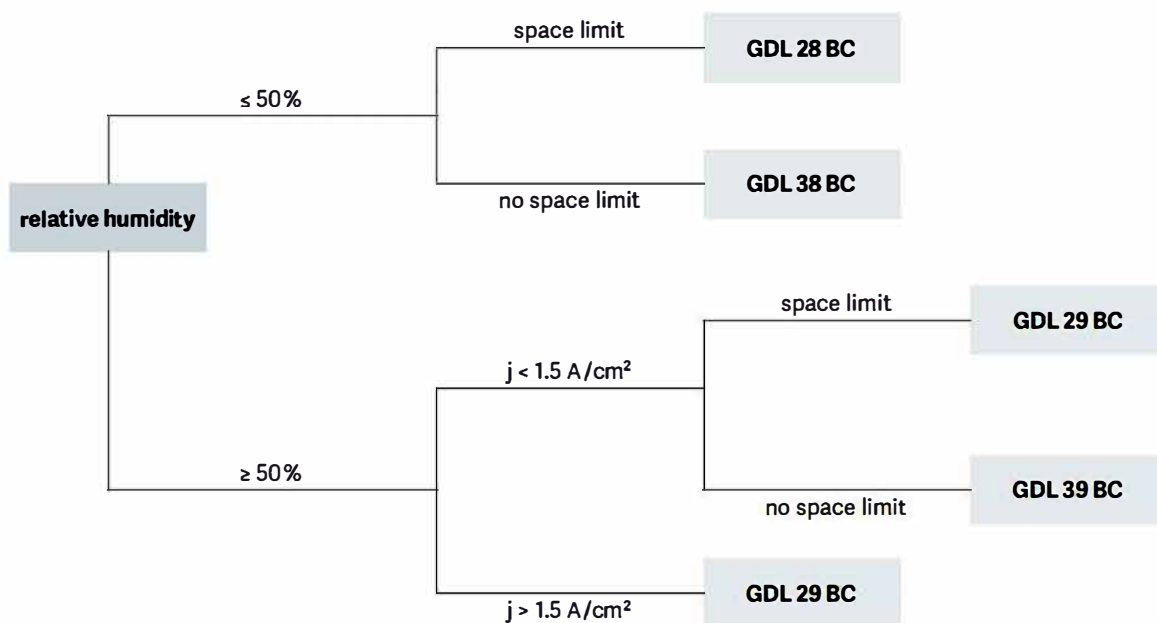 space limit
GDL 28 BC
≤ 50%
no space limit
GDL 38 BC
relative humidity
space limit
GDL 29 BC
j < 1.5 A/cm²
≥ 50%
no space limit
GDL 39 BC
j > 1.5 A/cm²
GDL 29 BC